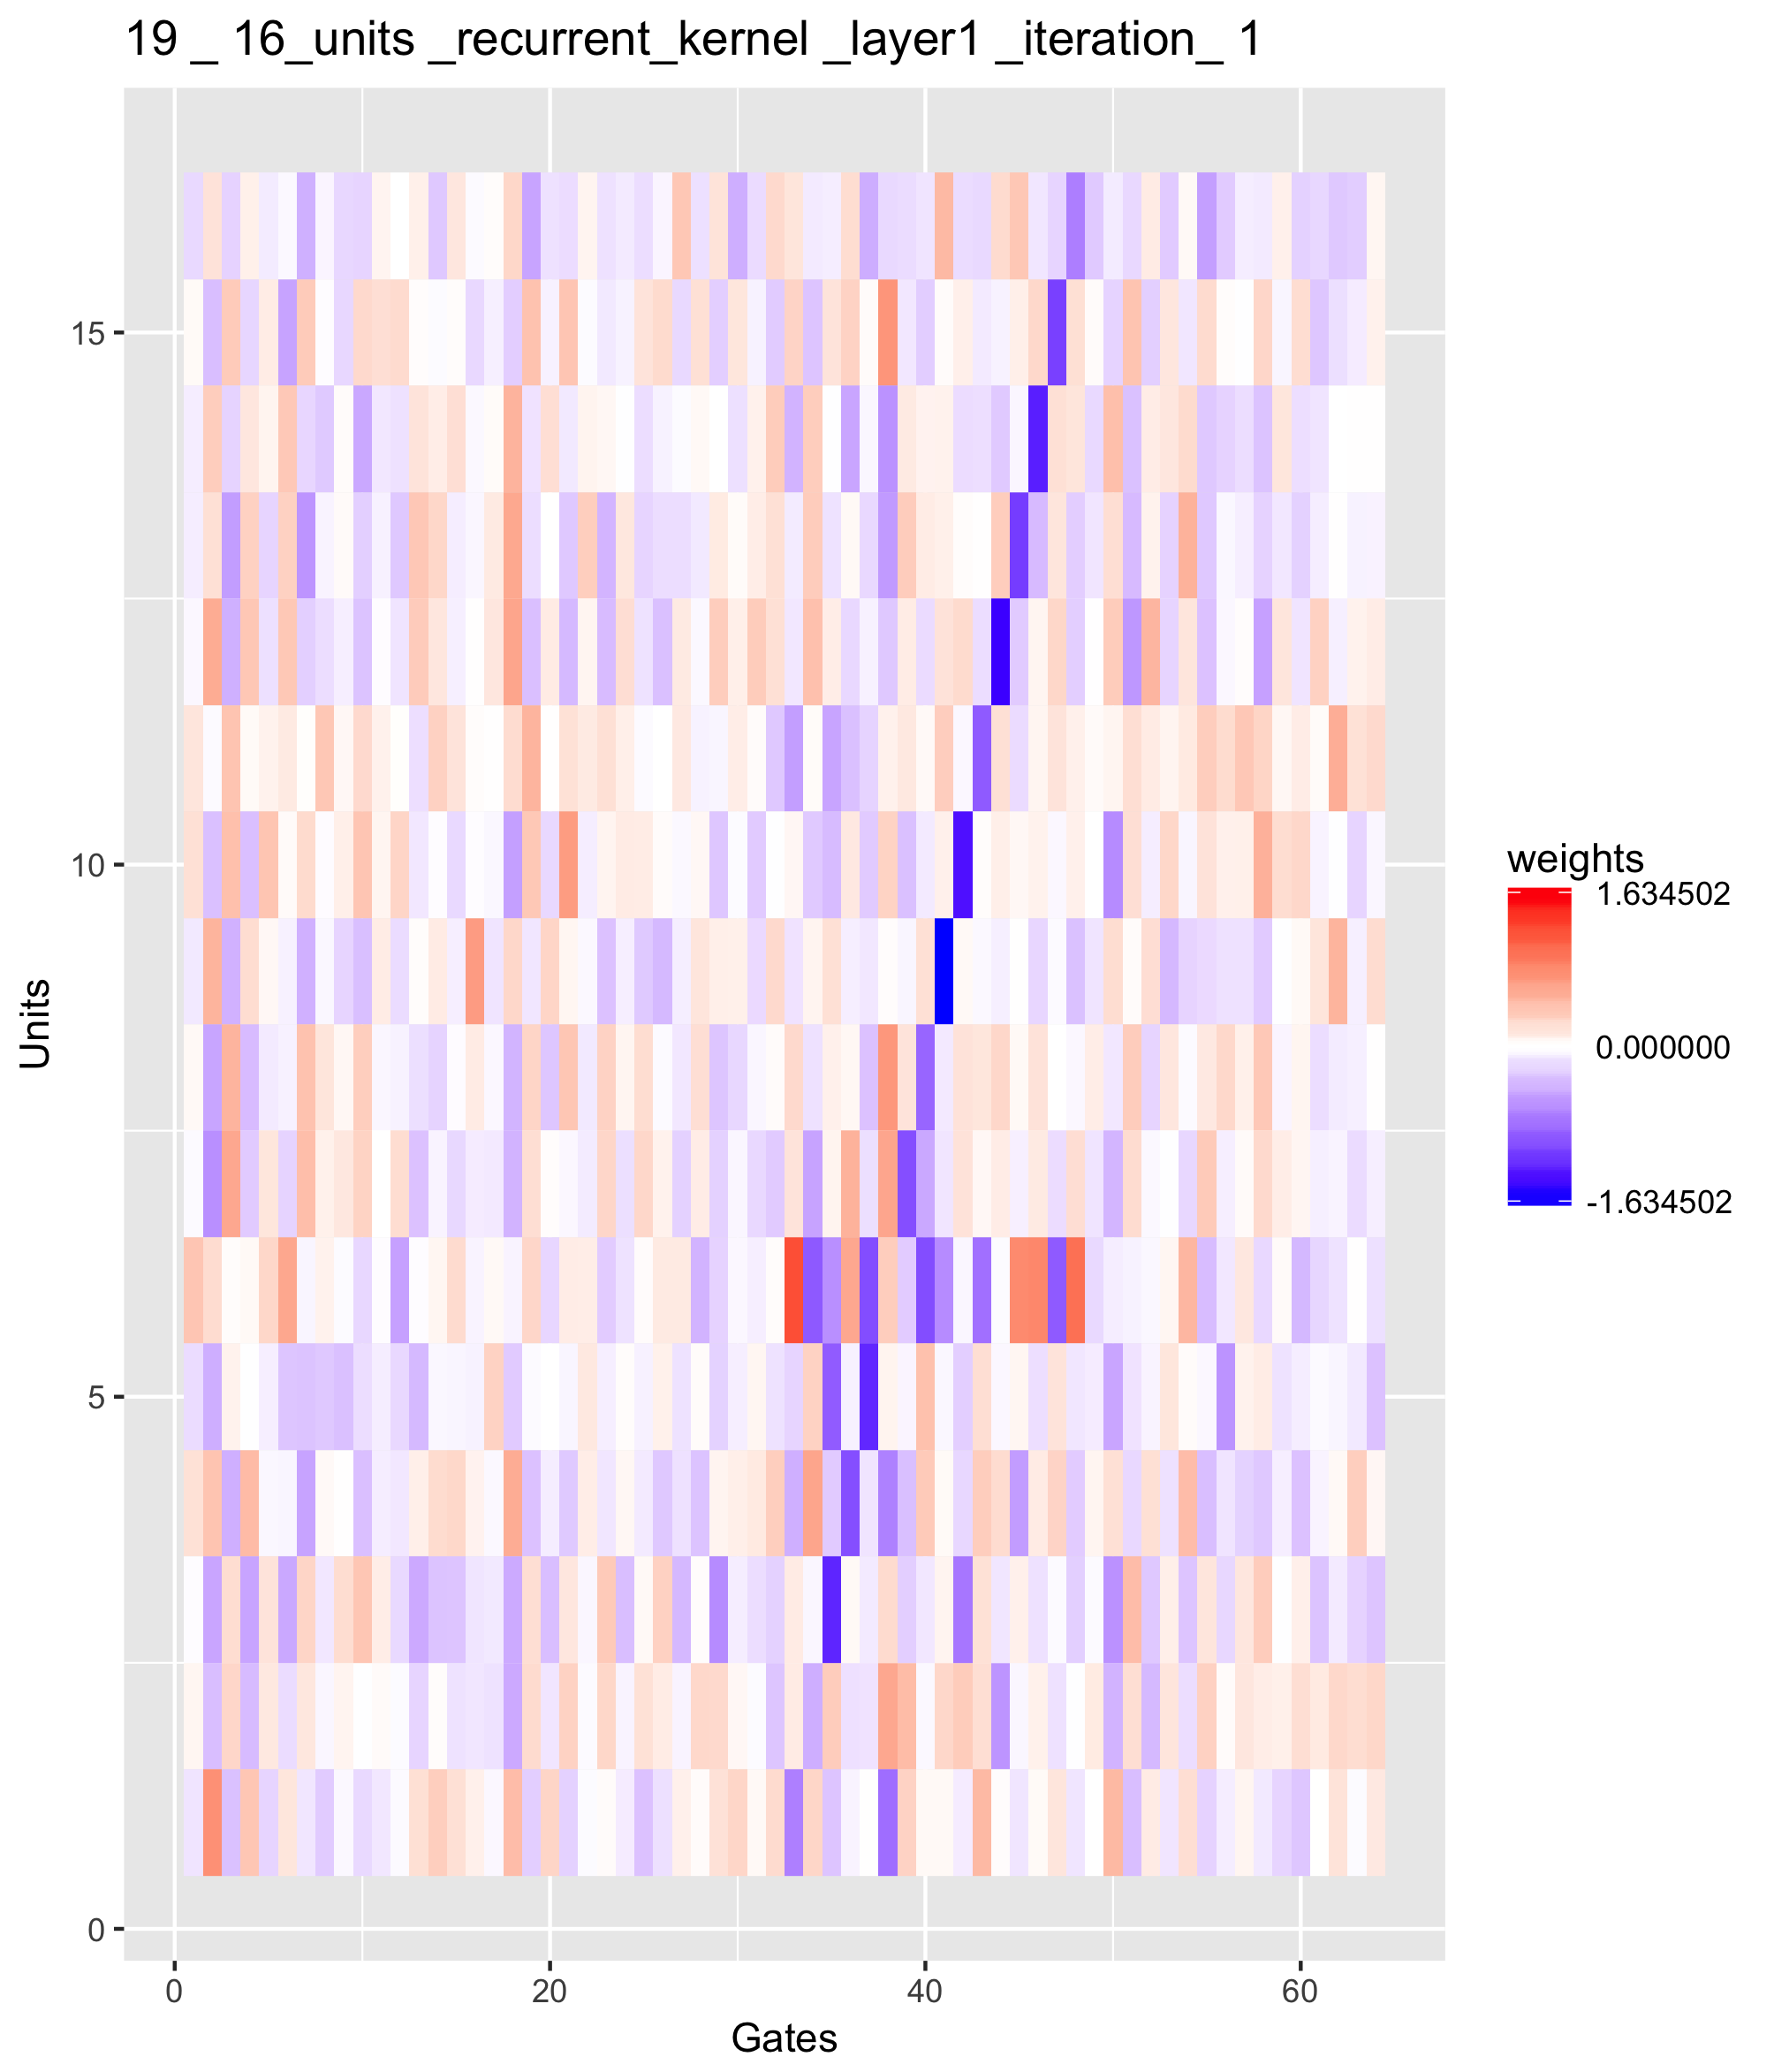 19 _ 16_units _recurrent_kernel _layer1 _iteration_ 1
15
10
5
0
0 20 40 60
Units
Gates
weights
1.634502
0.000000
-1.634502